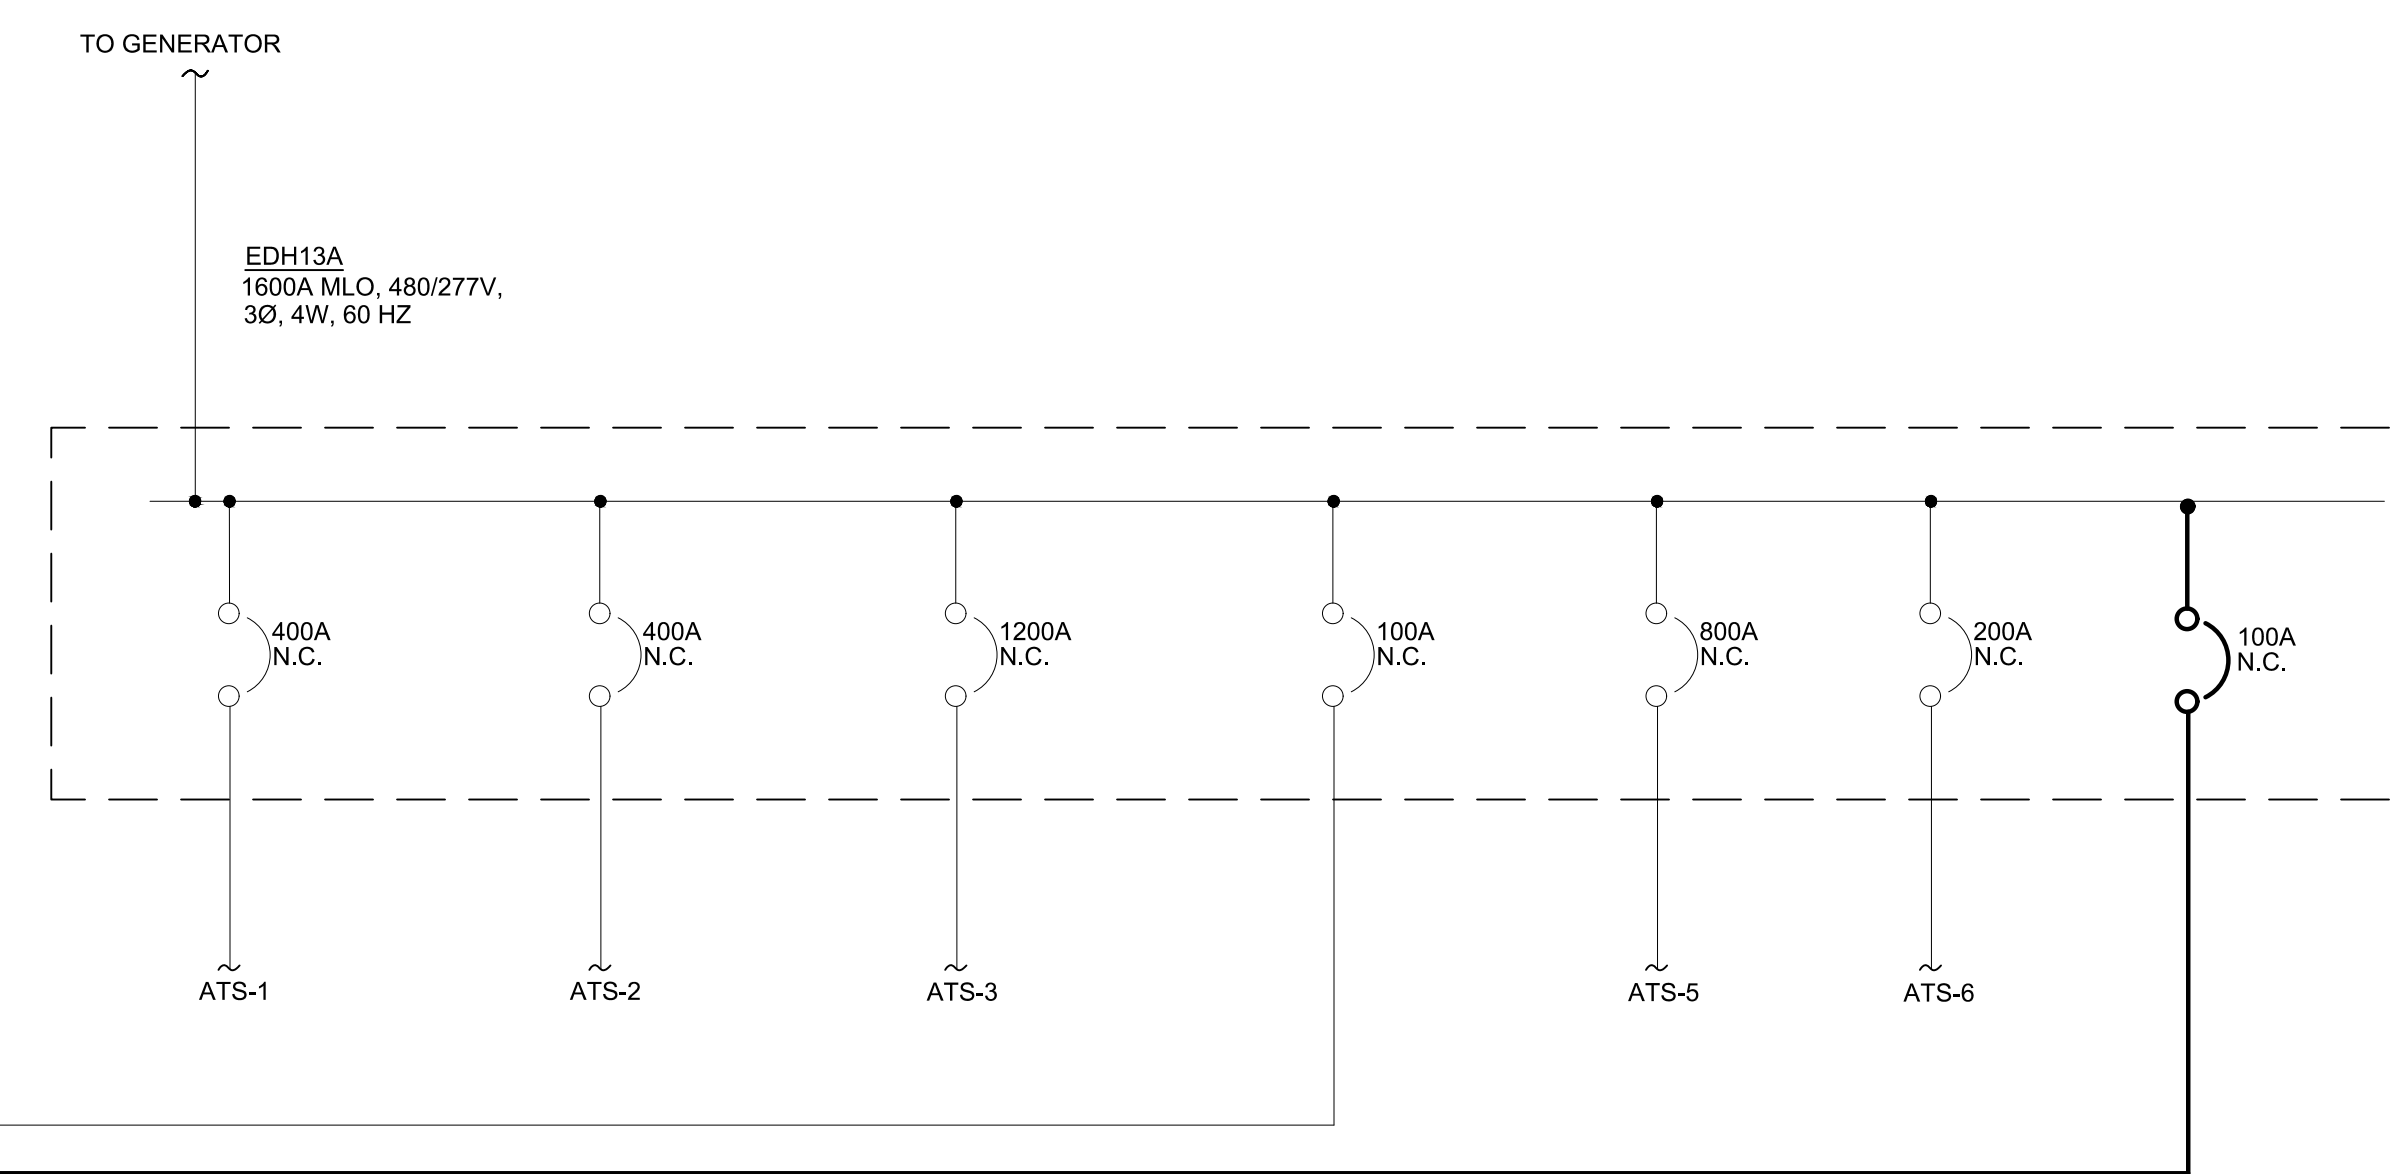 TO GENERATOR
EDH13A
1600A MLO, 480/277V,
3Ø, 4W, 60 HZ
400A
N.C.
400A
N.C.
1200A
N.C.
100A
N.C.
800A
N.C.
200A
N.C.
100A
N.C.
ATS-1
ATS-2
ATS-3
ATS-5
ATS-6